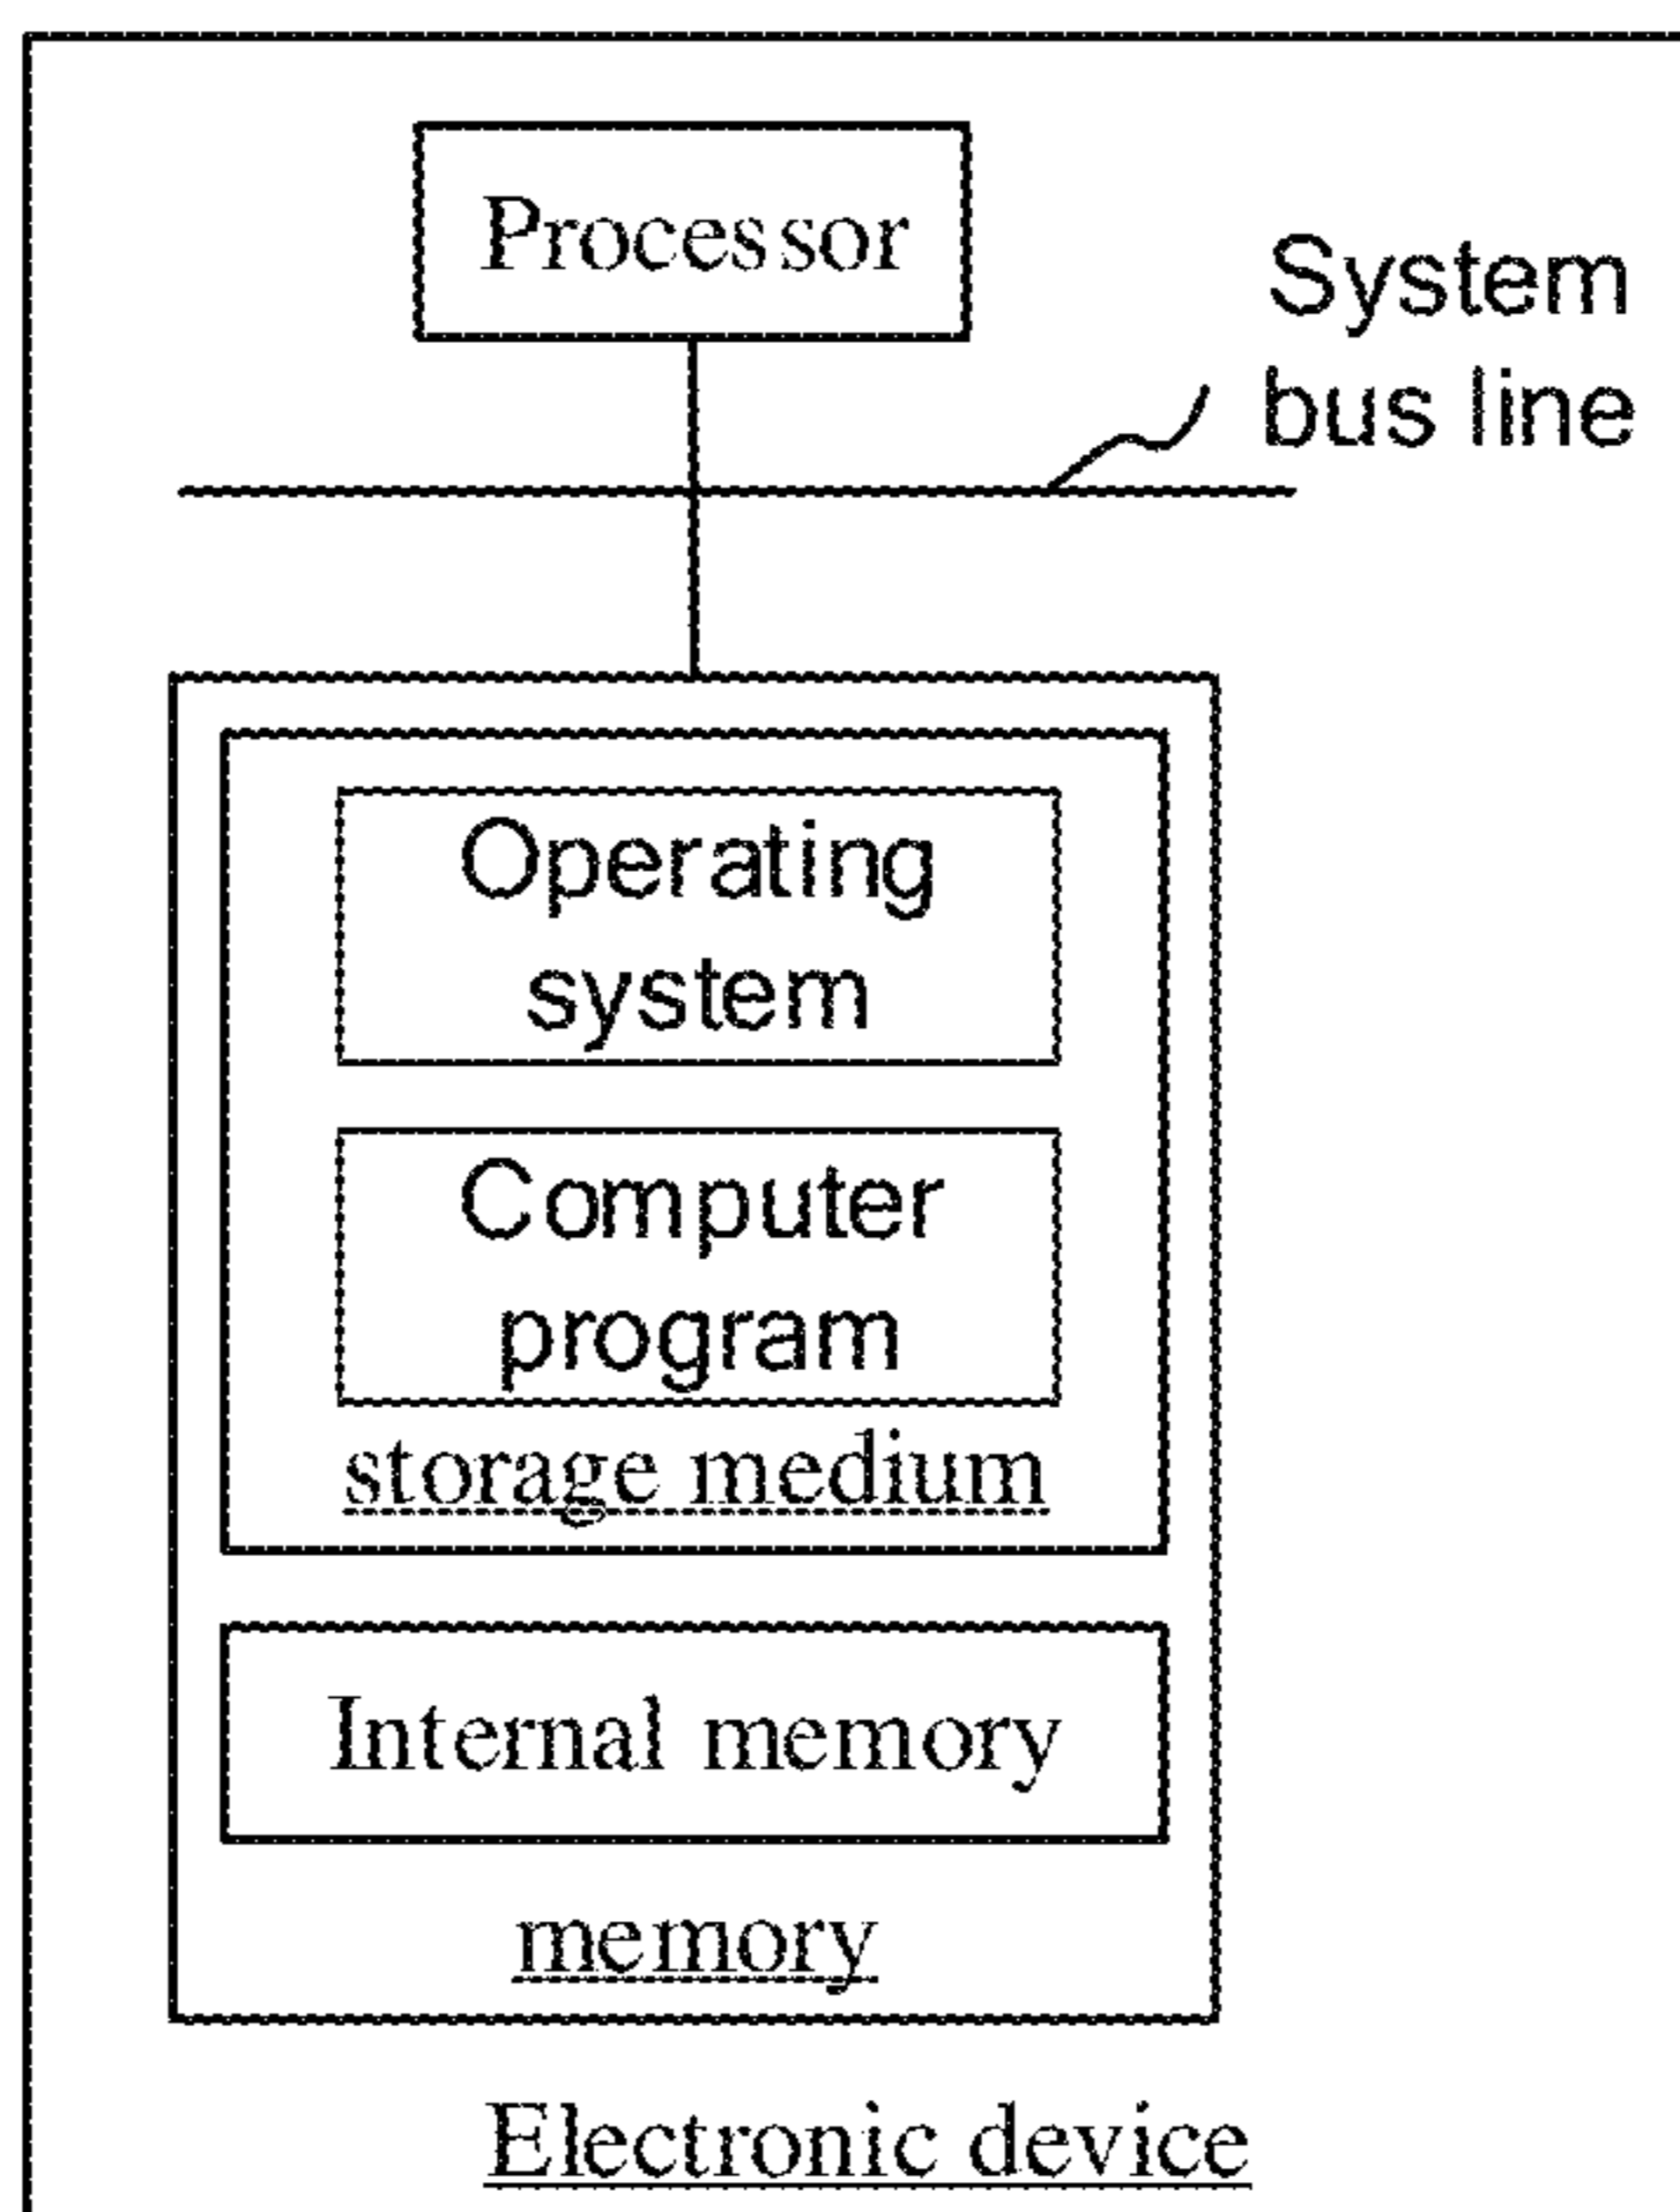 Processor
System
bus line
Operating
system
Computer
program
storage medium
Internal memory
memory
Electronic device